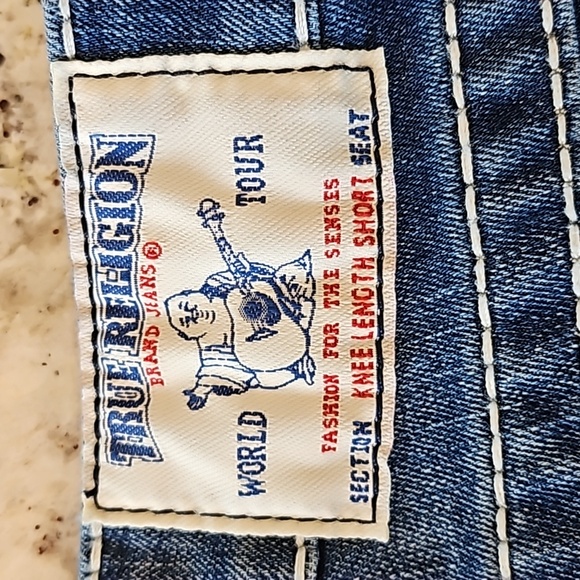 TRUE RELIGION
BRAND JEANS®
WORLD TOUR
FASHION FOR THE SENSES
SECTION KNEE LENGTH SHORT SEAT